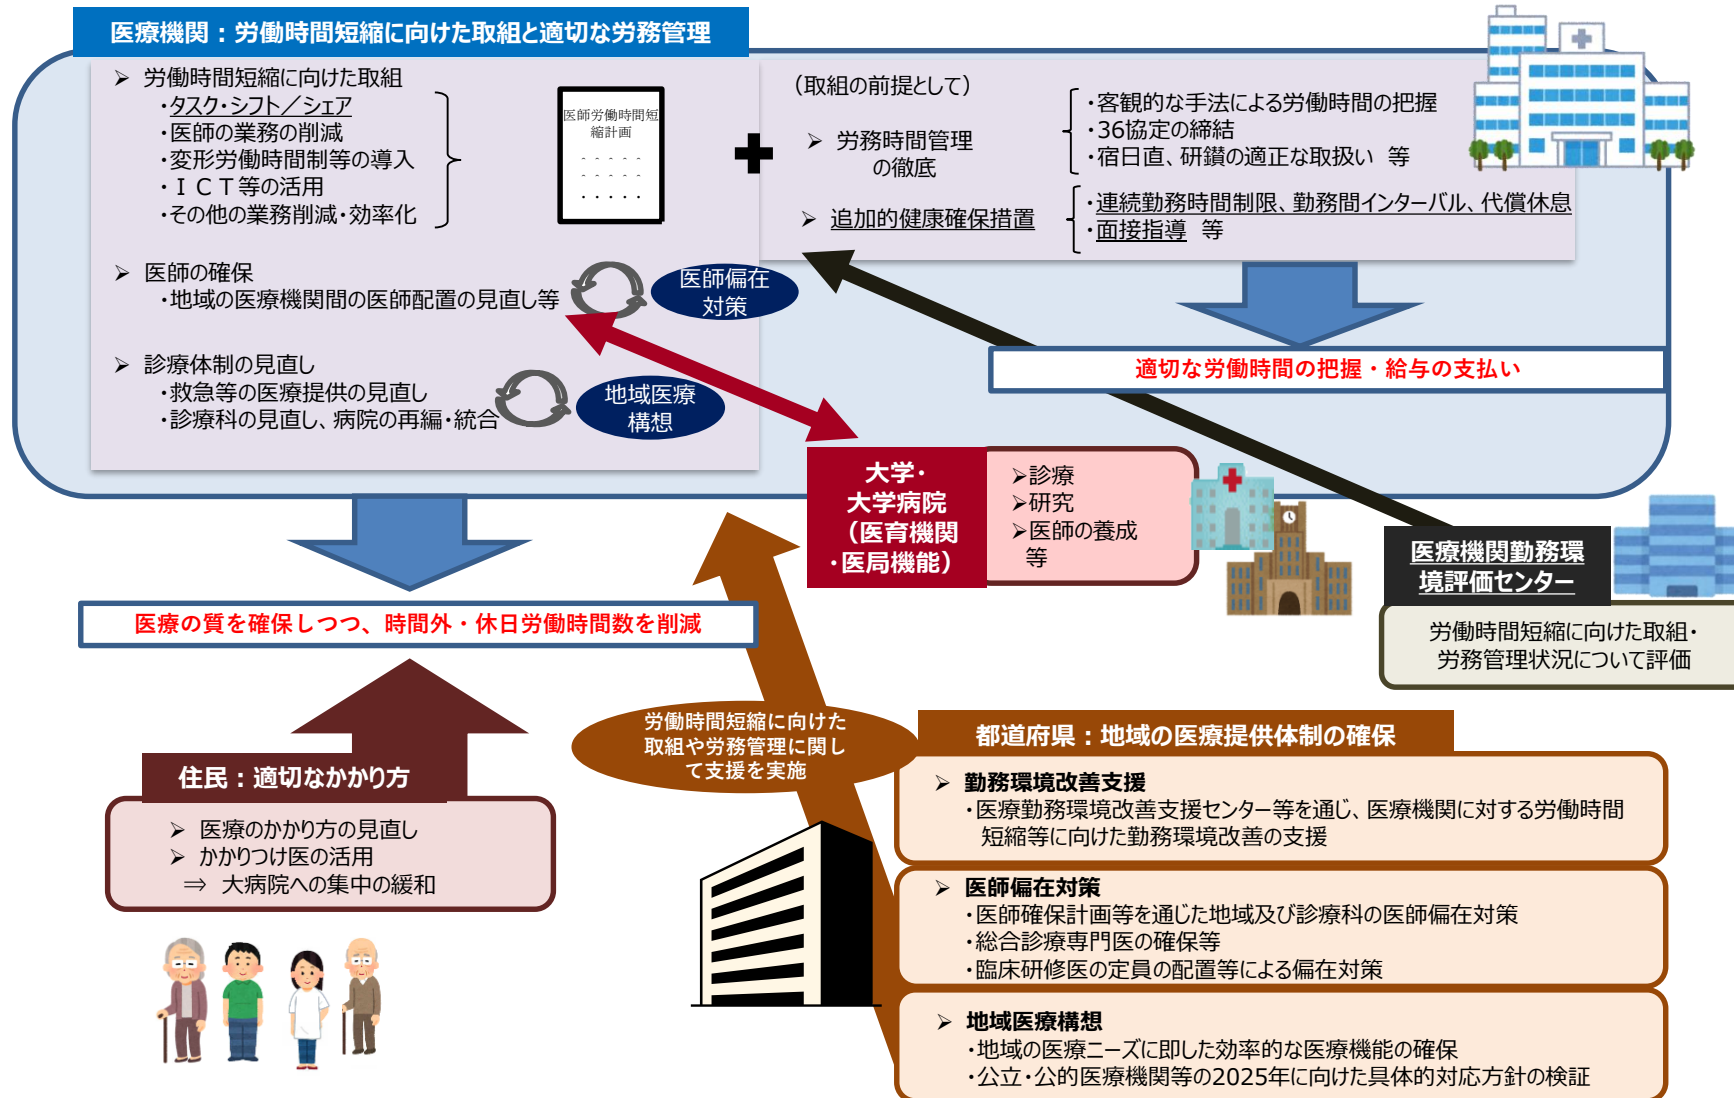 医療機関：労働時間短縮に向けた取組と適切な労務管理
➢ 労働時間短縮に向けた取組
・タスク・シフト／シェア
・医師の業務の削減
・変形労働時間制等の導入
・ＩＣＴ等の活用
・その他の業務削減・効率化
医師労働時間短
縮計画
➢ 医師の確保
・地域の医療機関間の医師配置の見直し等
医師偏在
対策
➢ 診療体制の見直し
・救急等の医療提供の見直し
・診療科の見直し、病院の再編・統合
地域医療
構想
（取組の前提として）
➢ 労務時間管理
の徹底
・客観的な手法による労働時間の把握
・36協定の締結
・宿日直、研鑽の適正な取扱い 等
➢ 追加的健康確保措置
・連続勤務時間制限、勤務間インターバル、代償休息
・面接指導 等
適切な労働時間の把握・給与の支払い
大学・
大学病院
（医育機関
・医局機能）
➢診療
➢研究
➢医師の養成
等
医療機関勤務環
境評価センター
労働時間短縮に向けた取組・
労務管理状況について評価
医療の質を確保しつつ、時間外・休日労働時間数を削減
住民：適切なかかり方
➢ 医療のかかり方の見直し
➢ かかりつけ医の活用
⇒ 大病院への集中の緩和
労働時間短縮に向けた
取組や労務管理に関し
て支援を実施
都道府県：地域の医療提供体制の確保
➢ 勤務環境改善支援
・医療勤務環境改善支援センター等を通じ、医療機関に対する労働時間
短縮等に向けた勤務環境改善の支援
➢ 医師偏在対策
・医師確保計画等を通じた地域及び診療科の医師偏在対策
・総合診療専門医の確保等
・臨床研修医の定員の配置等による偏在対策
➢ 地域医療構想
・地域の医療ニーズに即した効率的な医療機能の確保
・公立・公的医療機関等の2025年に向けた具体的対応方針の検証